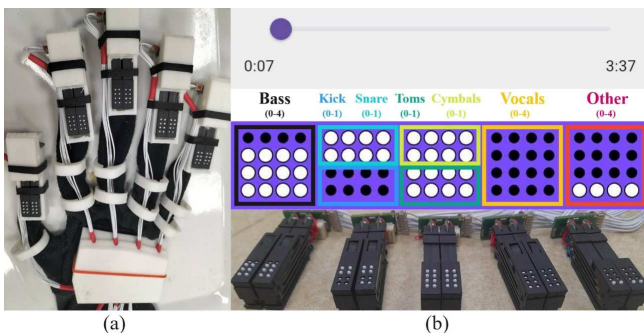 0:07 3:37
Bass Kick Snare Toms Cymbals Vocals Other
(0-4) (0-1) (0-1) (0-1) (0-1) (0-4) (0-4)
(a) (b)